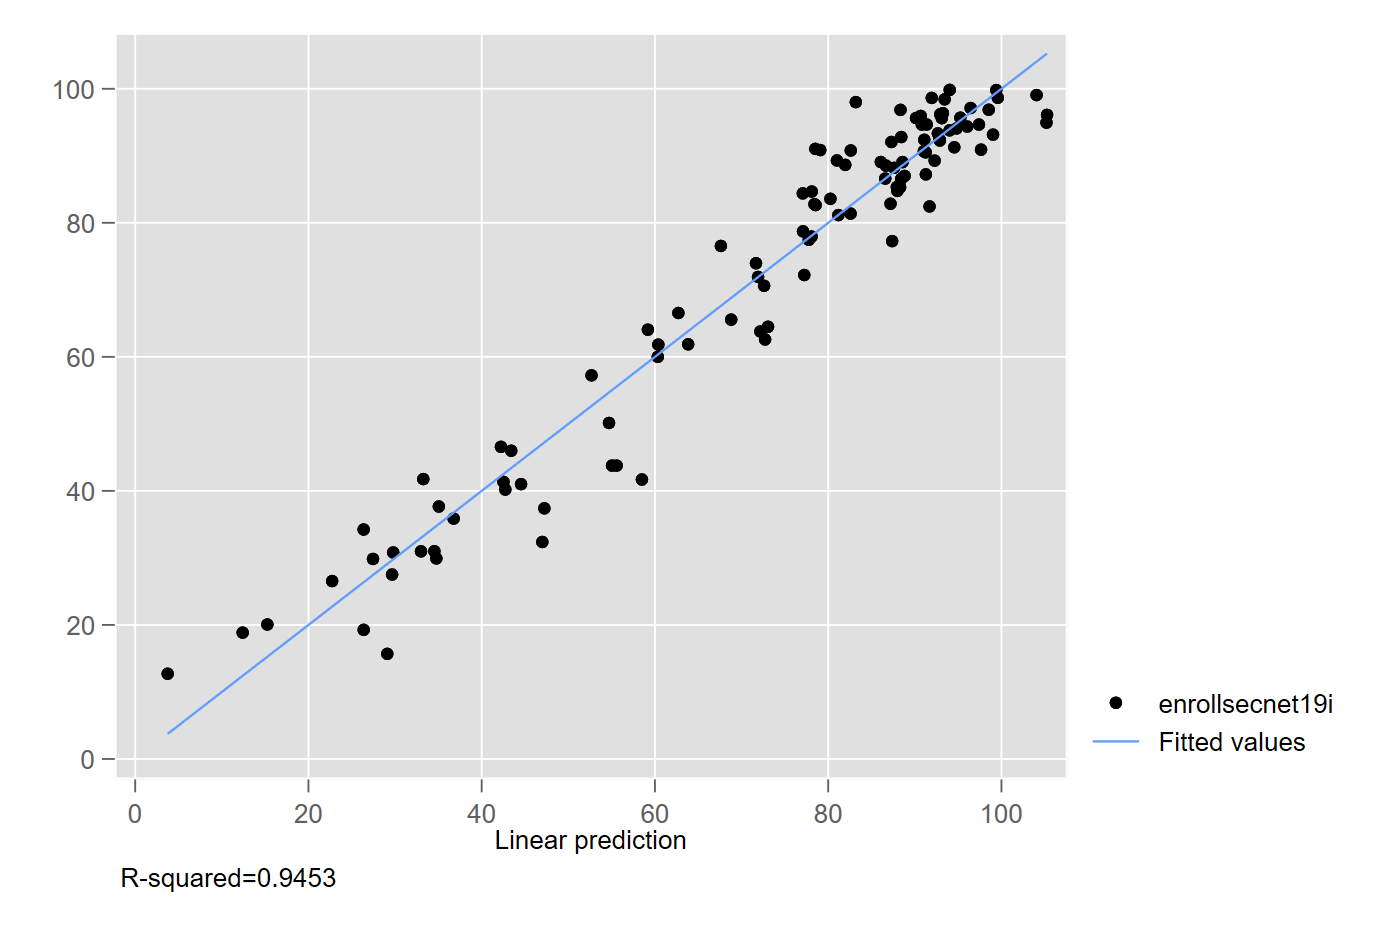 100
80
60
40
20
0
0 20 40 60 80 100
Linear prediction
R-squared=0.9453
enrollsecnet19i
Fitted values